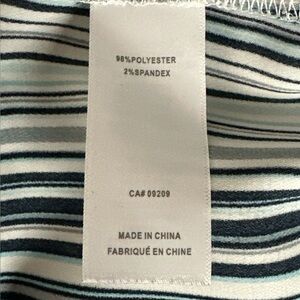 98%POLYESTER
2%SPANDEX
CA# 09209
MADE IN CHINA
FABRIQUÉ EN CHINE